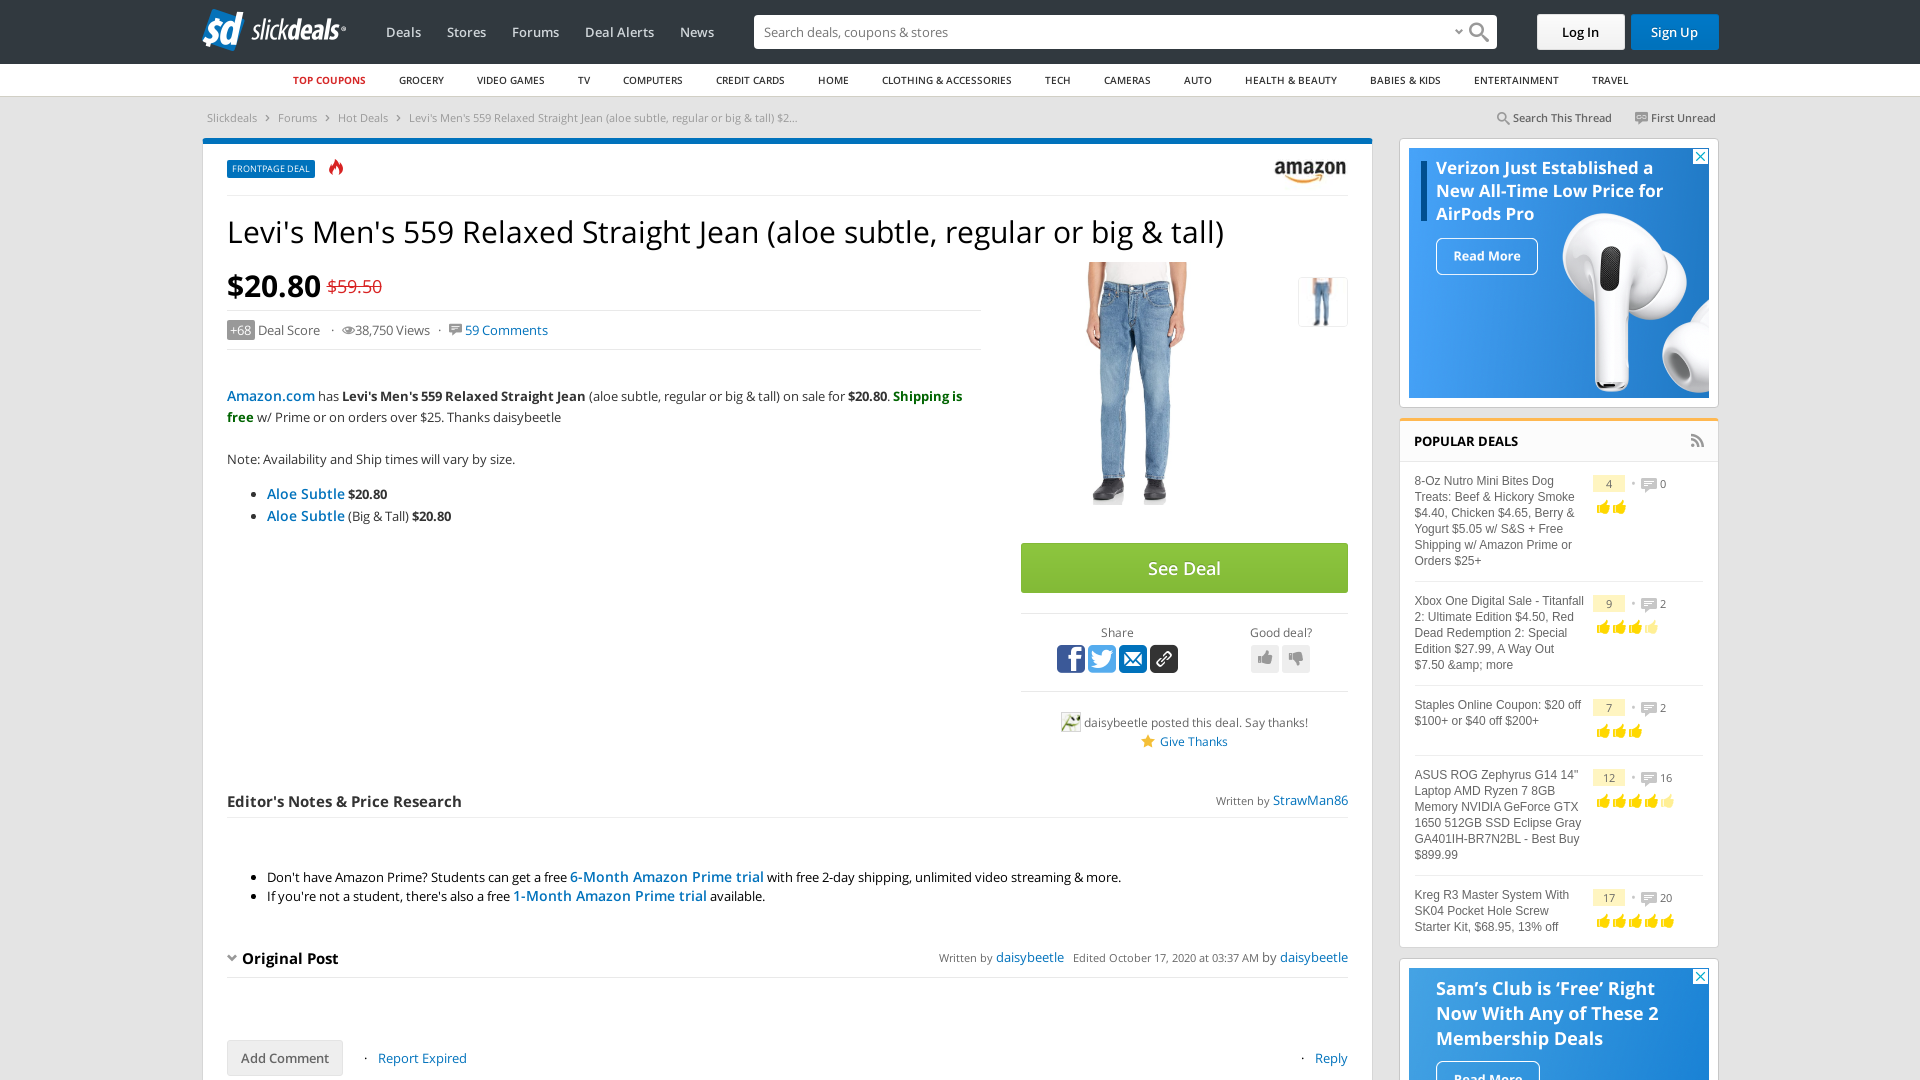 sd slickdeals
Deals Stores Forums Deal Alerts News
Search deals, coupons & stores
Log In Sign Up
TOP COUPONS GROCERY VIDEO GAMES TV COMPUTERS CREDIT CARDS HOME CLOTHING & ACCESSORIES TECH CAMERAS AUTO HEALTH & BEAUTY BABIES & KIDS ENTERTAINMENT TRAVEL
Slickdeals › Forums › Hot Deals › Levi's Men's 559 Relaxed Straight Jean (aloe subtle, regular or big & tall) $2...
Search This Thread First Unread
FRONTPAGE DEAL
amazon
Levi's Men's 559 Relaxed Straight Jean (aloe subtle, regular or big & tall)
$20.80 $59.50
+68 Deal Score · 38,750 Views · 59 Comments
Amazon.com has Levi's Men's 559 Relaxed Straight Jean (aloe subtle, regular or big & tall) on sale for $20.80. Shipping is
free w/ Prime or on orders over $25. Thanks daisybeetle
Note: Availability and Ship times will vary by size.
• Aloe Subtle $20.80
• Aloe Subtle (Big & Tall) $20.80
See Deal
Share Good deal?
daisybeetle posted this deal. Say thanks!
Give Thanks
Editor's Notes & Price Research
Written by StrawMan86
• Don't have Amazon Prime? Students can get a free 6-Month Amazon Prime trial with free 2-day shipping, unlimited video streaming & more.
• If you're not a student, there's also a free 1-Month Amazon Prime trial available.
Original Post
Written by daisybeetle Edited October 17, 2020 at 03:37 AM by daisybeetle
Add Comment · Report Expired · Reply
Verizon Just Established a
New All-Time Low Price for
AirPods Pro
Read More
POPULAR DEALS
8-Oz Nutro Mini Bites Dog
Treats: Beef & Hickory Smoke
$4.40, Chicken $4.65, Berry &
Yogurt $5.05 w/ S&S + Free
Shipping w/ Amazon Prime or
Orders $25+
4 • 0
Xbox One Digital Sale - Titanfall
2: Ultimate Edition $4.50, Red
Dead Redemption 2: Special
Edition $27.99, A Way Out
$7.50 &amp; more
9 • 2
Staples Online Coupon: $20 off
$100+ or $40 off $200+
7 • 2
ASUS ROG Zephyrus G14 14"
Laptop AMD Ryzen 7 8GB
Memory NVIDIA GeForce GTX
1650 512GB SSD Eclipse Gray
GA401IH-BR7N2BL - Best Buy
$899.99
12 • 16
Kreg R3 Master System With
SK04 Pocket Hole Screw
Starter Kit, $68.95, 13% off
17 • 20
Sam's Club is 'Free' Right
Now With Any of These 2
Membership Deals
Read More